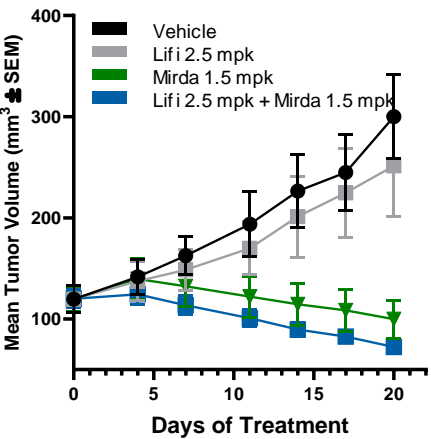 400
300
200
100
Mean Tumor Volume (mm³ ± SEM)
Vehicle
Lifi 2.5 mpk
Mirda 1.5 mpk
Lifi 2.5 mpk + Mirda 1.5 mpk
0 5 10 15 20
Days of Treatment